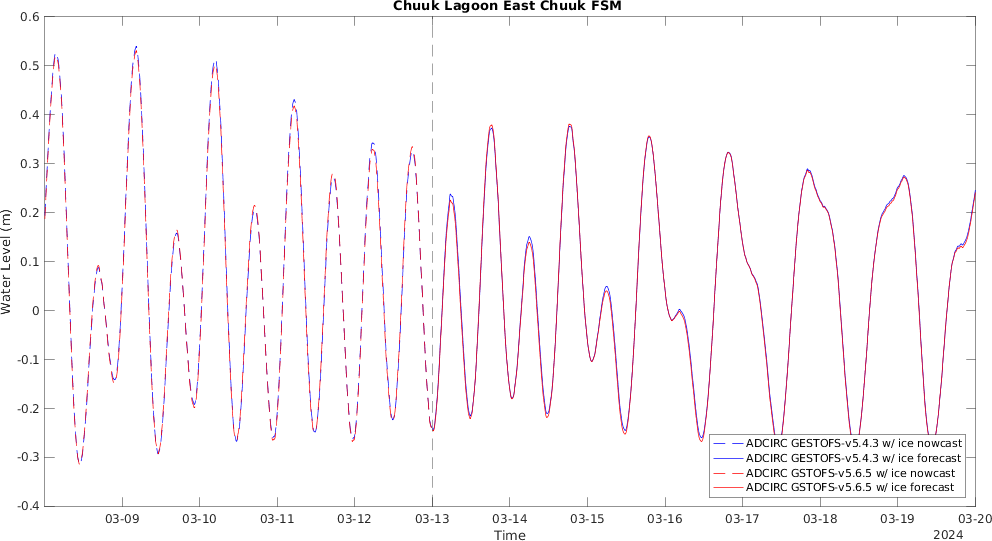 Chuuk Lagoon East Chuuk FSM
0.6
0.5
0.4
0.3
0.2
0.1
0
-0.1
-0.2
-0.3
-0.4
Water Level (m)
ADCIRC GESTOFS-v5.4.3 w/ ice nowcast
ADCIRC GESTOFS-v5.4.3 w/ ice forecast
ADCIRC GSTOFS-v5.6.5 w/ ice nowcast
ADCIRC GSTOFS-v5.6.5 w/ ice forecast
03-09 03-10 03-11 03-12 03-13 03-14 03-15 03-16 03-17 03-18 03-19 03-20
Time
2024